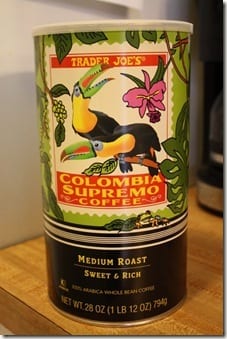 TRADER JOE'S
COLOMBIA
SUPREMO
COFFEE
MEDIUM ROAST
SWEET & RICH
100% ARABICA WHOLE BEAN COFFEE
NET WT. 28 OZ (1 LB 12 OZ) 794g